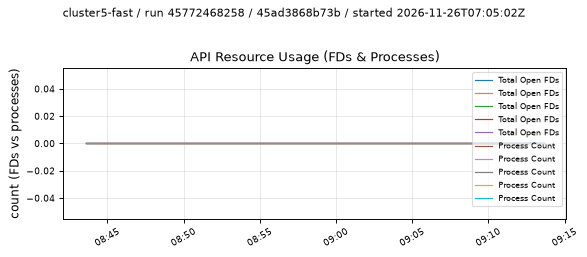 cluster5-fast / run 45772468258 / 45ad3868b73b / started 2026-11-26T07:05:02Z
API Resource Usage (FDs & Processes)
count (FDs vs processes)
0.04
0.02
0.00
−0.02
−0.04
Total Open FDs
Total Open FDs
Total Open FDs
Total Open FDs
Total Open FDs
Process Count
Process Count
Process Count
Process Count
Process Count
08:45
08:50
08:55
09:00
09:05
09:10
09:15